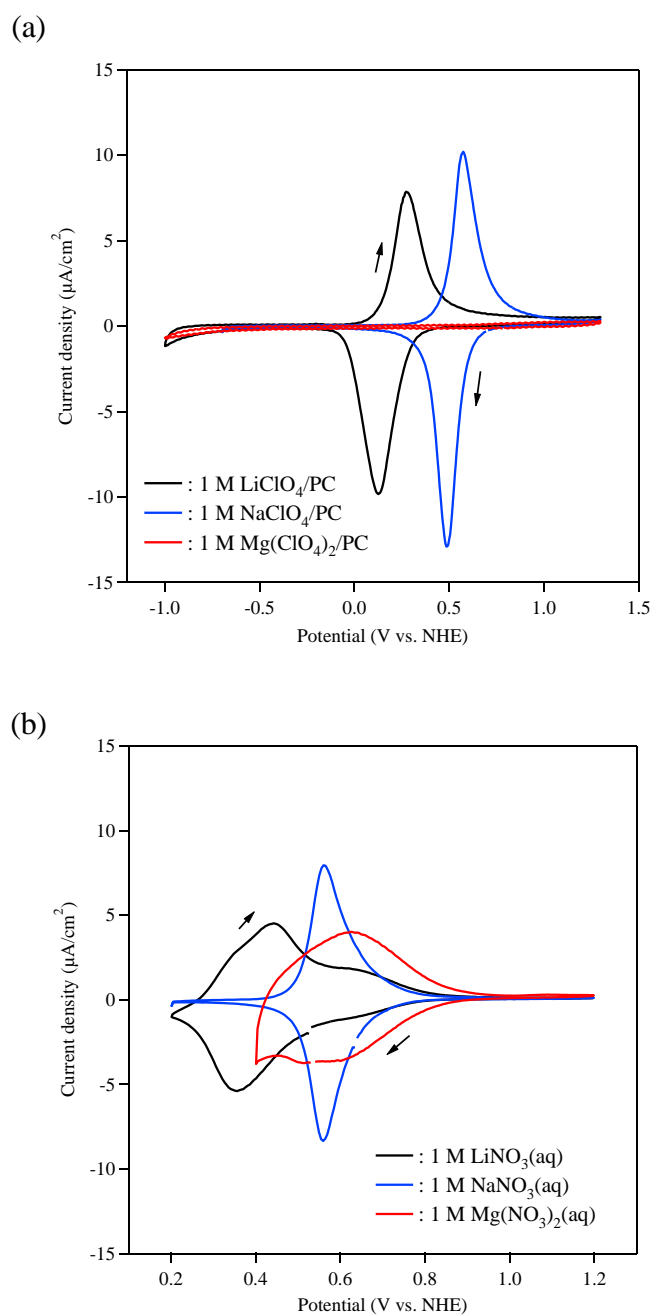 (a)
15
10
5
0
-5
-10
-15
Current density (µA/cm²)
: 1 M LiClO₄/PC
: 1 M NaClO₄/PC
: 1 M Mg(ClO₄)₂/PC
-1.0 -0.5 0.0 0.5 1.0 1.5
Potential (V vs. NHE)
(b)
15
10
5
0
-5
-10
-15
Current density (µA/cm²)
: 1 M LiNO₃(aq)
: 1 M NaNO₃(aq)
: 1 M Mg(NO₃)₂(aq)
0.2 0.4 0.6 0.8 1.0 1.2
Potential (V vs. NHE)